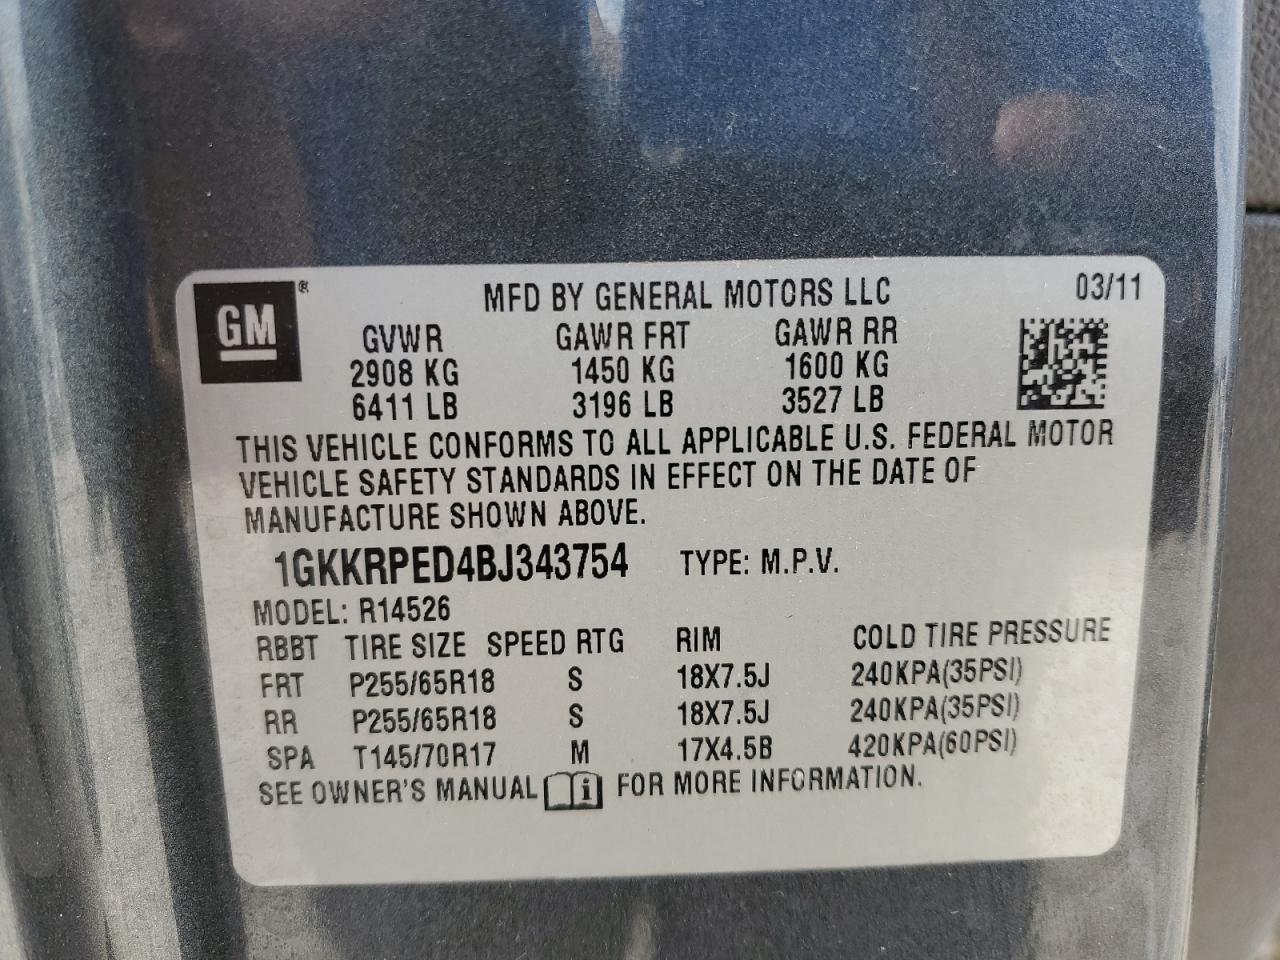 GM ® MFD BY GENERAL MOTORS LLC 03/11
GVWR GAWR FRT GAWR RR
2908 KG 1450 KG 1600 KG
6411 LB 3196 LB 3527 LB
THIS VEHICLE CONFORMS TO ALL APPLICABLE U.S. FEDERAL MOTOR
VEHICLE SAFETY STANDARDS IN EFFECT ON THE DATE OF
MANUFACTURE SHOWN ABOVE.
1GKKRPED4BJ343754 TYPE: M.P.V.
MODEL: R14526
RBBT TIRE SIZE SPEED RTG RIM COLD TIRE PRESSURE
FRT P255/65R18 S 18X7.5J 240KPA(35PSI)
RR P255/65R18 S 18X7.5J 240KPA(35PSI)
SPA T145/70R17 M 17X4.5B 420KPA(60PSI)
SEE OWNER'S MANUAL i FOR MORE INFORMATION.